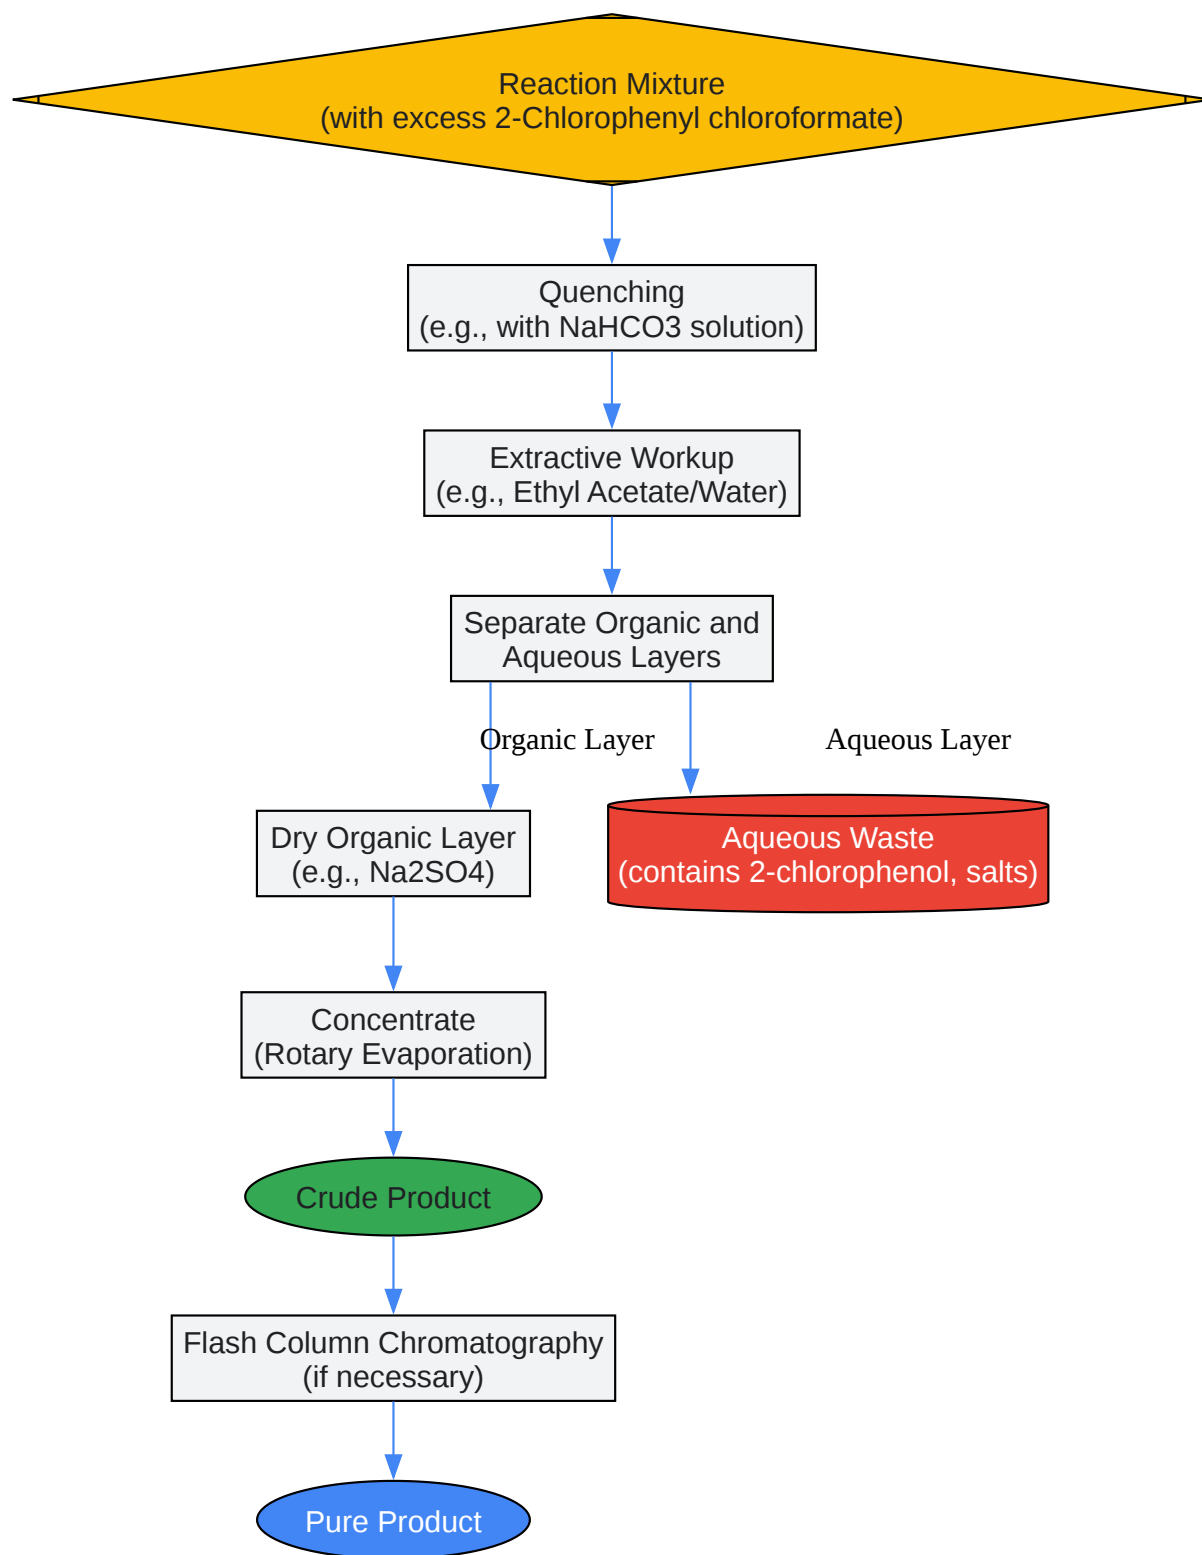 Reaction Mixture
(with excess 2-Chlorophenyl chloroformate)
Quenching
(e.g., with NaHCO3 solution)
Extractive Workup
(e.g., Ethyl Acetate/Water)
Separate Organic and
Aqueous Layers
Organic Layer
Aqueous Layer
Dry Organic Layer
(e.g., Na2SO4)
Aqueous Waste
(contains 2-chlorophenol, salts)
Concentrate
(Rotary Evaporation)
Crude Product
Flash Column Chromatography
(if necessary)
Pure Product